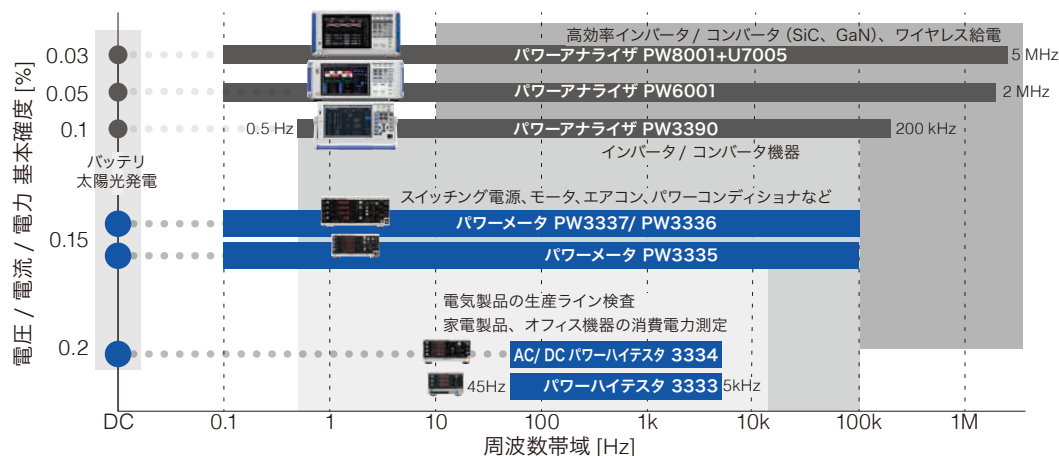 高効率インバータ / コンバータ (SiC、GaN)、ワイヤレス給電
0.03
パワーアナライザ PW8001+U7005
5 MHz
0.05
パワーアナライザ PW6001
2 MHz
0.1
0.5 Hz
パワーアナライザ PW3390
200 kHz
インバータ / コンバータ機器
バッテリ
太陽光発電
スイッチング電源、モータ、エアコン、パワーコンディショナなど
パワーメータ PW3337/ PW3336
0.15
パワーメータ PW3335
電気製品の生産ライン検査
家電製品、オフィス機器の消費電力測定
0.2
AC/ DC パワーハイテスタ 3334
45Hz
パワーハイテスタ 3333
5kHz
電圧 / 電流 / 電力 基本確度 [%]
DC
0.1
1
10
100
1k
10k
100k
1M
周波数帯域 [Hz]